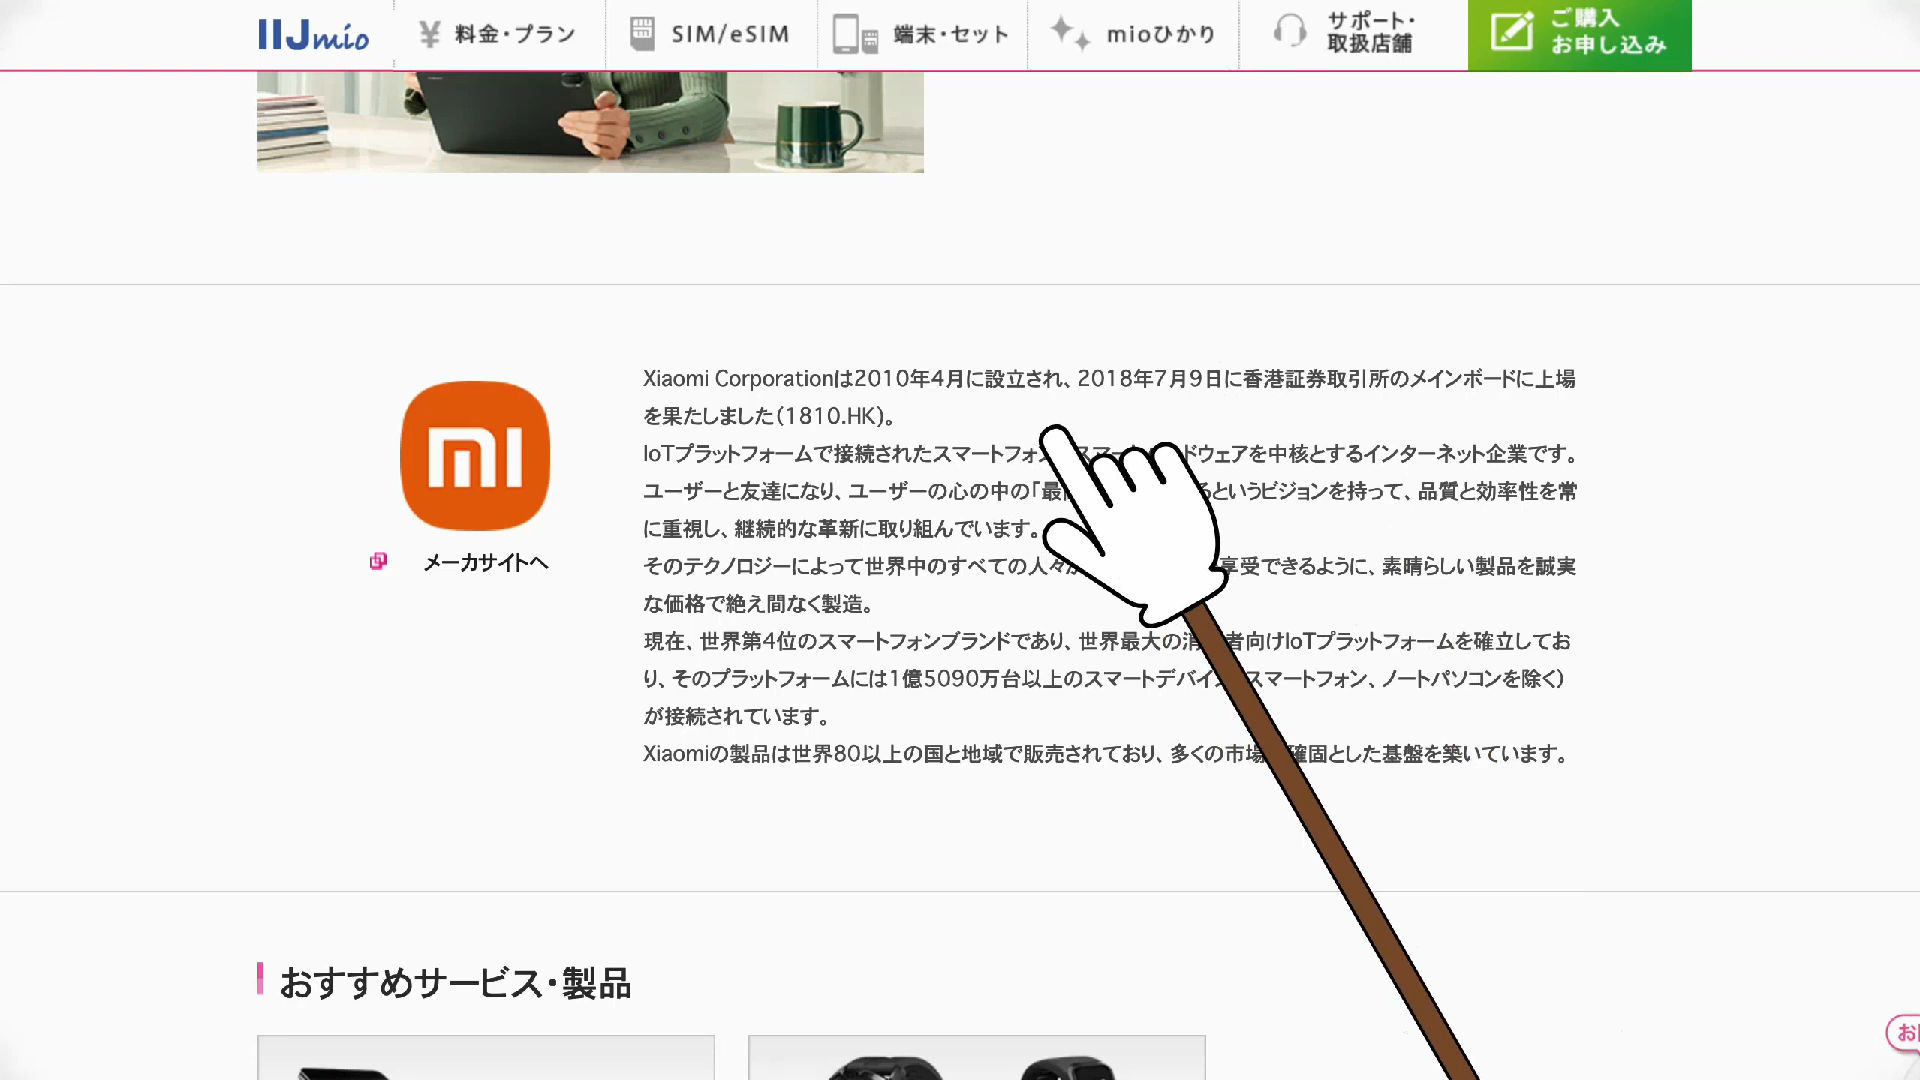 IIJmio
料金・プラン
SIM/eSIM
端末・セット
mioひかり
サポート・
取扱店舗
ご購入
お申し込み
Xiaomi Corporationは2010年4月に設立され、2018年7月9日に香港証券取引所のメインボードに上場
を果たしました（1810.HK）。
IoTプラットフォームで接続されたスマートフォ ドウェアを中核とするインターネット企業です。
ユーザーと友達になり、ユーザーの心の中の「最 るというビジョンを持って、品質と効率性を常
に重視し、継続的な革新に取り組んでいます。
そのテクノロジーによって世界中のすべての人々 享受できるように、素晴らしい製品を誠実
な価格で絶え間なく製造。
現在、世界第4位のスマートフォンブランドであり、世界最大の消 者向けIoTプラットフォームを確立してお
り、そのプラットフォームには1億5090万台以上のスマートデバイ スマートフォン、ノートパソコンを除く）
が接続されています。
Xiaomiの製品は世界80以上の国と地域で販売されており、多くの市場 確固とした基盤を築いています。
mi
メーカサイトへ
おすすめサービス・製品